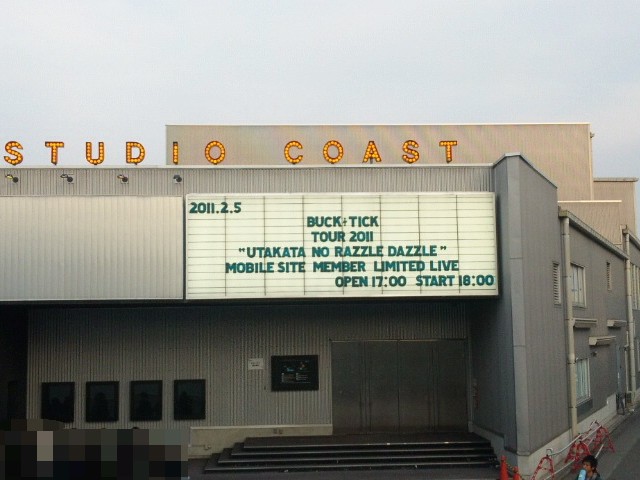 STUDIO COAST
2011.2.5
BUCK-TICK
TOUR 2011
"UTAKATA NO RAZZLE DAZZLE"
MOBILE SITE MEMBER LIMITED LIVE
OPEN 17:00 START 18:00